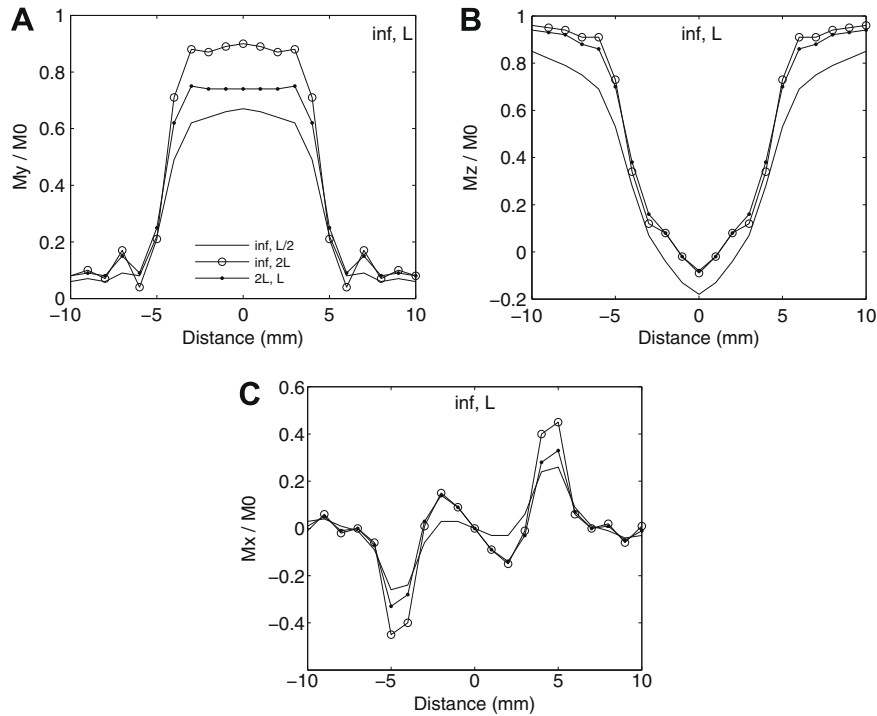 A
inf, L
My / M0
1
0.8
0.6
0.4
0.2
0
inf, L/2
inf, 2L
2L, L
−10
−5
0
5
10
Distance (mm)
B
inf, L
Mz / M0
1
0.8
0.6
0.4
0.2
0
−0.2
−10
−5
0
5
10
Distance (mm)
C
inf, L
Mx / M0
0.6
0.4
0.2
0
−0.2
−0.4
−10
−5
0
5
10
Distance (mm)